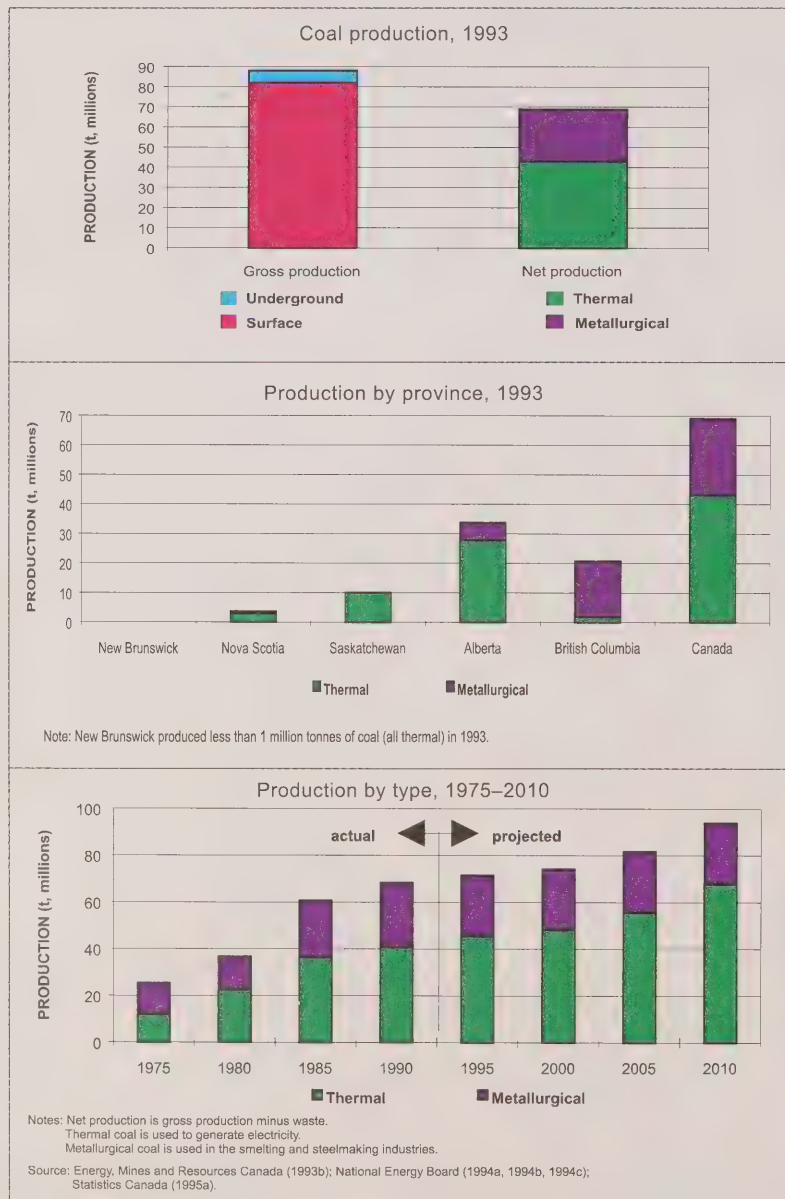 Coal production, 1993
PRODUCTION (t, millions)
90
80
70
60
50
40
30
20
10
0
Gross production
Net production
Underground
Thermal
Surface
Metallurgical
Production by province, 1993
PRODUCTION (t, millions)
70
60
50
40
30
20
10
0
New Brunswick
Nova Scotia
Saskatchewan
Alberta
British Columbia
Canada
Thermal
Metallurgical
Note: New Brunswick produced less than 1 million tonnes of coal (all thermal) in 1993.
Production by type, 1975–2010
PRODUCTION (t, millions)
100
80
60
40
20
0
actual
projected
1975
1980
1985
1990
1995
2000
2005
2010
Thermal
Metallurgical
Notes: Net production is gross production minus waste.
Thermal coal is used to generate electricity.
Metallurgical coal is used in the smelting and steelmaking industries.
Source: Energy, Mines and Resources Canada (1993b); National Energy Board (1994a, 1994b, 1994c);
Statistics Canada (1995a).